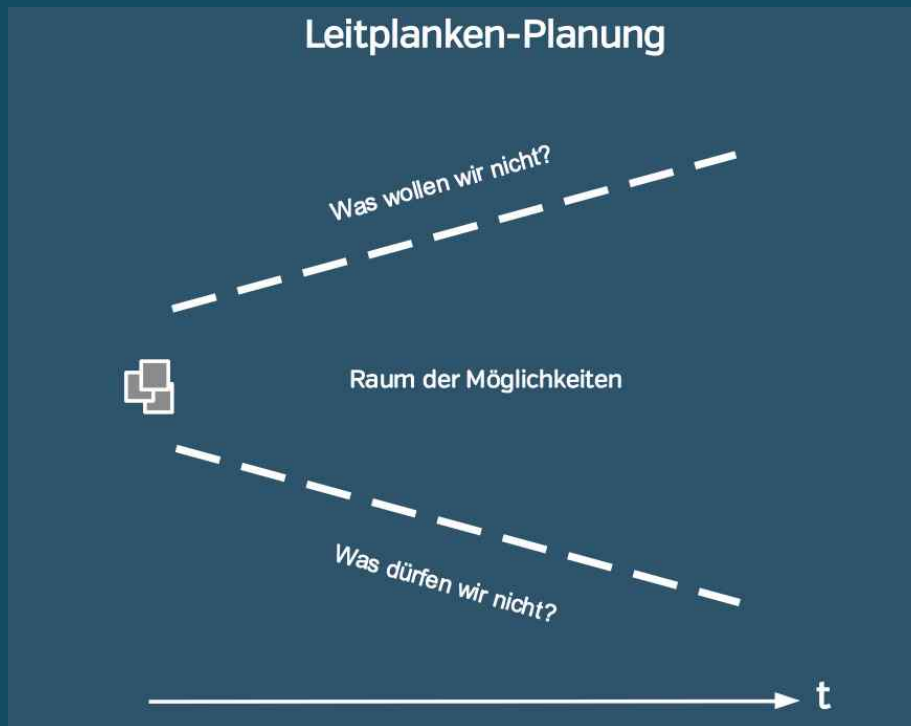 Leitplanken-Planung
Was wollen wir nicht?
Raum der Möglichkeiten
Was dürfen wir nicht?
t